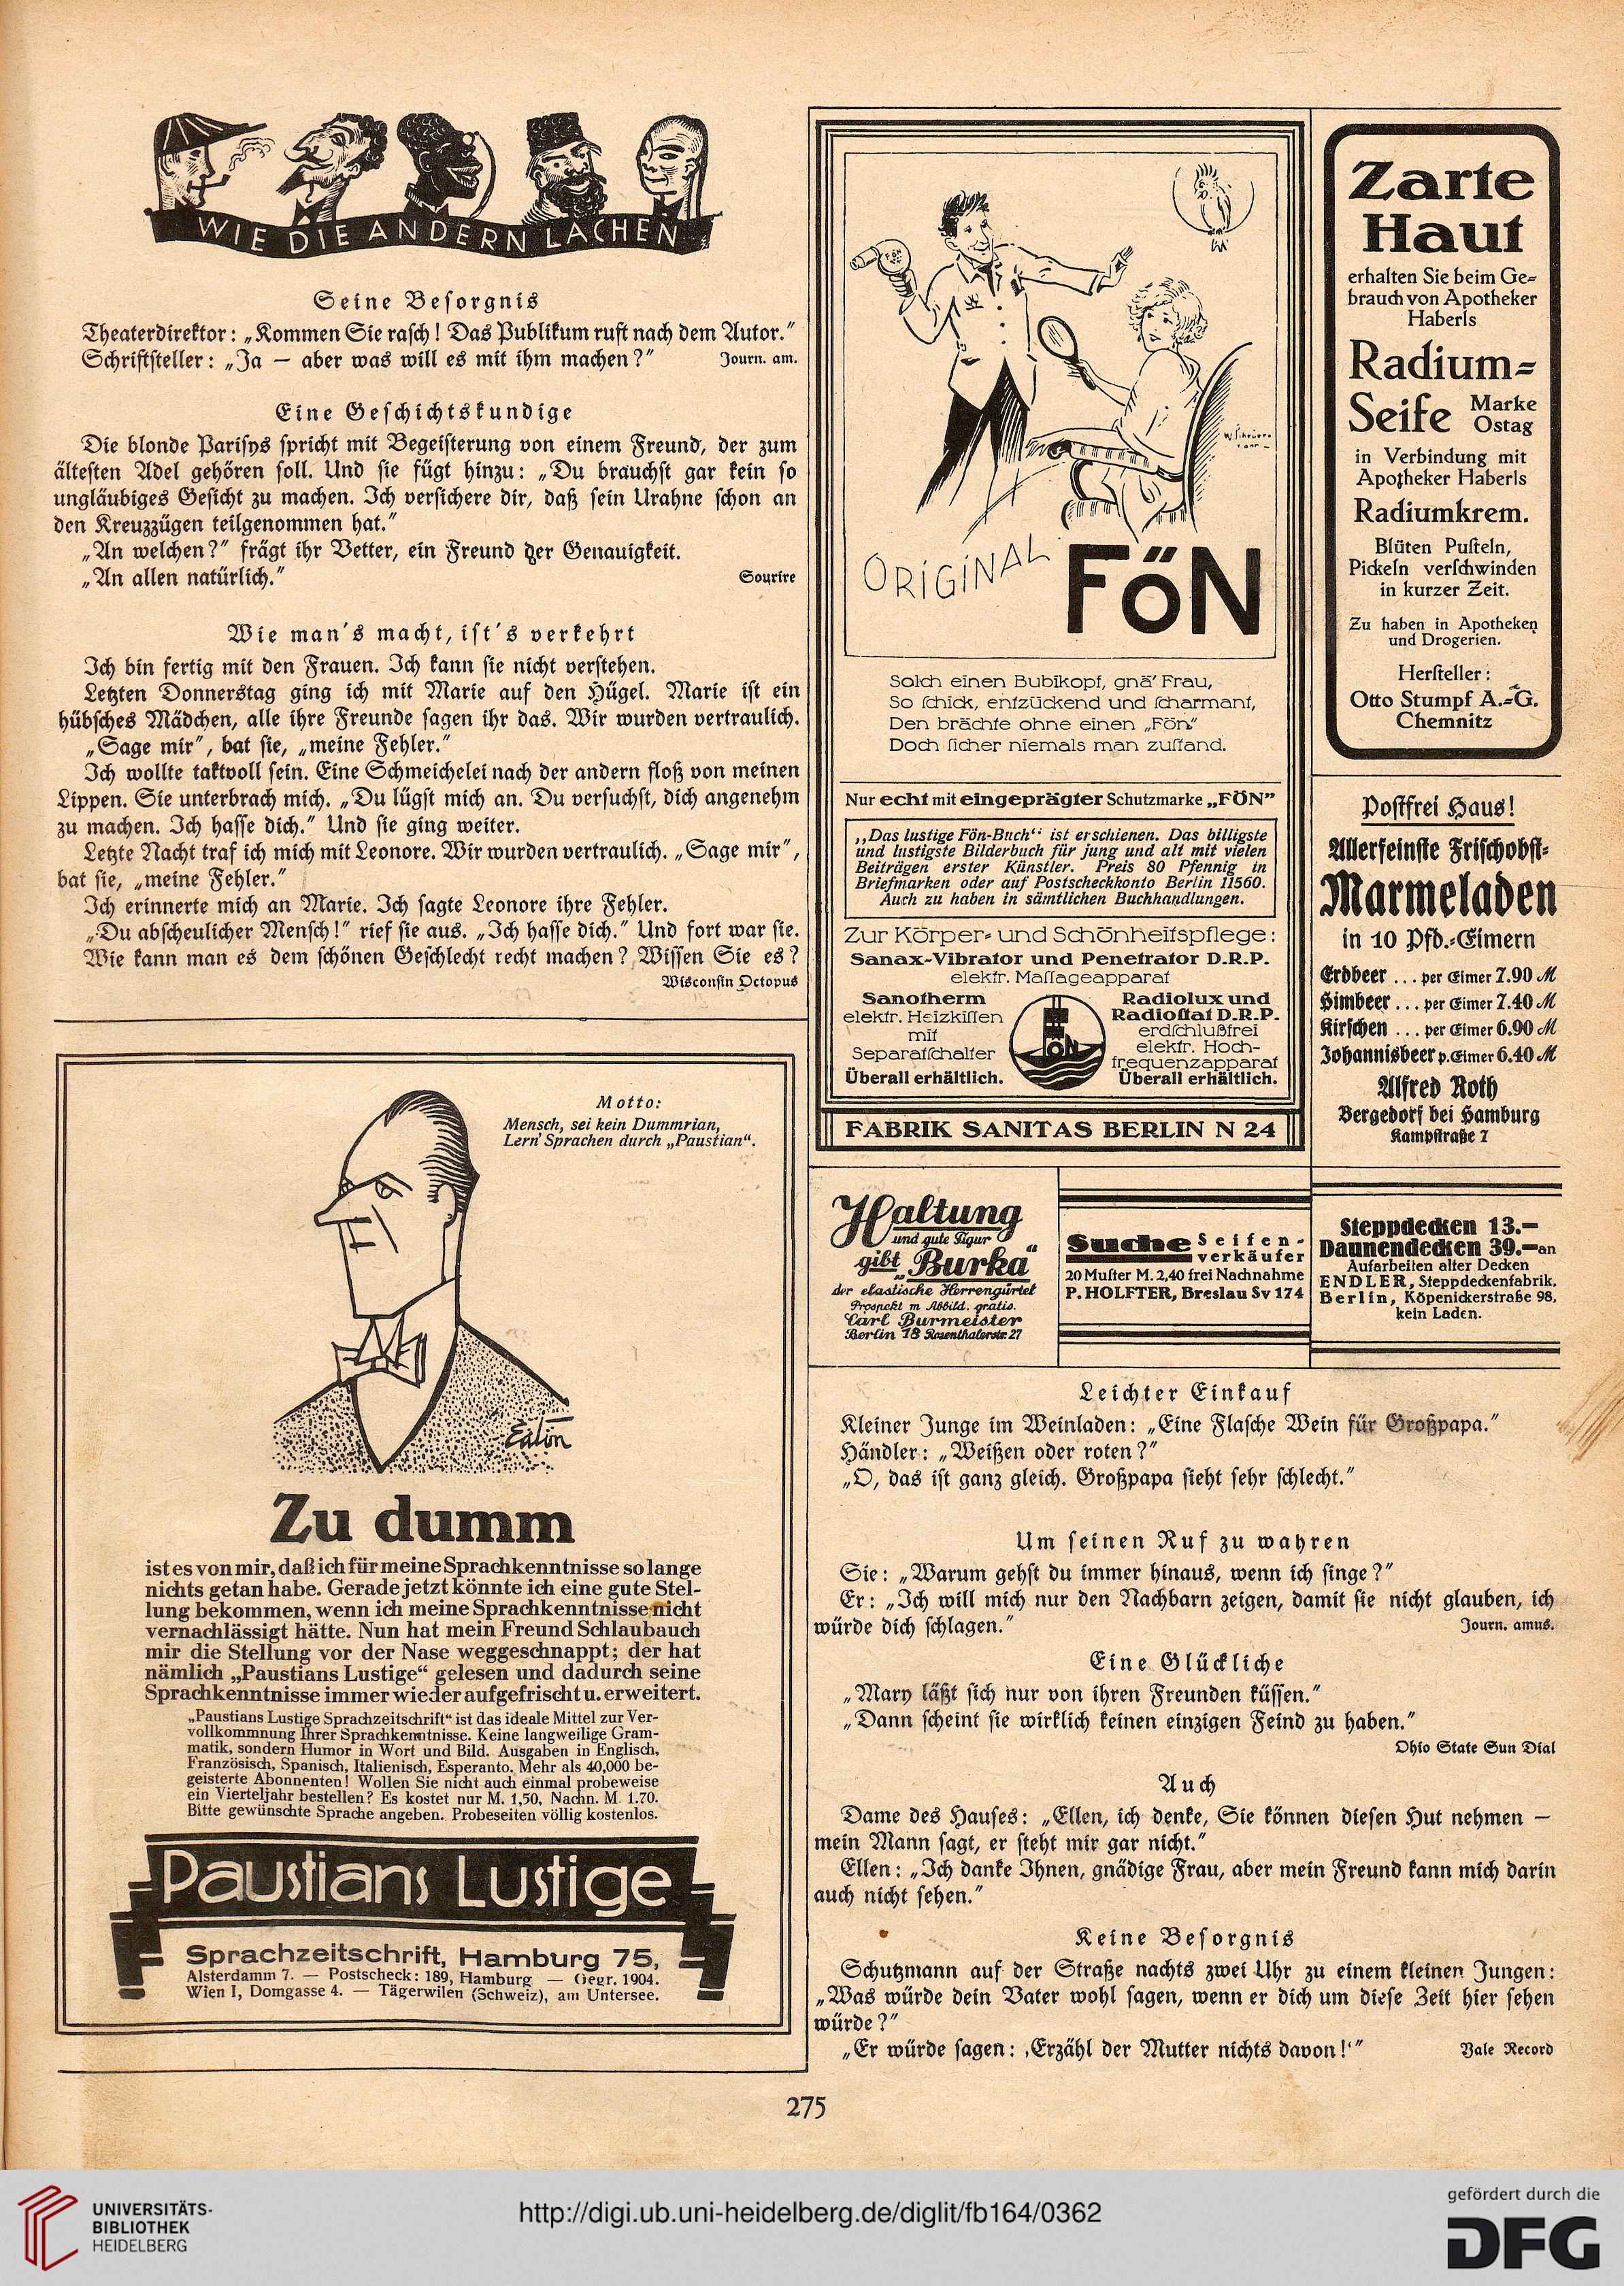 WIE DIE ANDERN LACHEN
Seine Besorgnis
Theaterdirektor: „Kommen Sie rasch! Das Publikum ruft nach dem Autor.“
Schriftsteller: „Ja — aber was will es mit ihm machen?“ Journ. am.
Eine Geschichtskundige
Die blonde Parisys spricht mit Begeisterung von einem Freund, der zum
ältesten Adel gehören soll. Und sie fügt hinzu: „Du brauchst gar kein so
ungläubiges Gesicht zu machen. Ich versichere dir, daß sein Urahne schon an
den Kreuzzügen teilgenommen hat.“
„An welchen?“ frägt ihr Vetter, ein Freund der Genauigkeit.
„An allen natürlich.“ Sourire
Wie man's macht, ist's verkehrt
Ich bin fertig mit den Frauen. Ich kann sie nicht verstehen.
Letzten Donnerstag ging ich mit Marie auf den Hügel. Marie ist ein
hübsches Mädchen, alle ihre Freunde sagen ihr das. Wir wurden vertraulich.
„Sage mir“, bat sie, „meine Fehler.“
Ich wollte taktvoll sein. Eine Schmeichelei nach der andern floß von meinen
Lippen. Sie unterbrach mich. „Du lügst mich an. Du versuchst, dich angenehm
zu machen. Ich hasse dich.“ Und sie ging weiter.
Letzte Nacht traf ich mich mit Leonore. Wir wurden vertraulich. „Sage mir“,
bat sie, „meine Fehler.“
Ich erinnerte mich an Marie. Ich sagte Leonore ihre Fehler.
„Du abscheulicher Mensch!“ rief sie aus. „Ich hasse dich.“ Und fort war sie.
Wie kann man es dem schönen Geschlecht recht machen? Wissen Sie es?
Wisconsin Octopus
Motto:
Mensch, sei kein Dummrian,
Lern' Sprachen durch „Paustian“.
Zu dumm
ist es von mir, daß ich für meine Sprachkenntnisse so lange
nichts getan habe. Gerade jetzt könnte ich eine gute Stel-
lung bekommen, wenn ich meine Sprachkenntnisse nicht
vernachlässigt hätte. Nun hat mein Freund Schlaubauch
mir die Stellung vor der Nase weggeschnappt; der hat
nämlich „Paustians Lustige“ gelesen und dadurch seine
Sprachkenntnisse immer wieder aufgefrischt u. erweitert.
„Paustians Lustige Sprachzeitschrift“ ist das ideale Mittel zur Ver-
vollkommnung Ihrer Sprachkenntnisse. Keine langweilige Gram-
matik, sondern Humor in Wort und Bild. Ausgaben in Englisch,
Französisch, Spanisch, Italienisch, Esperanto. Mehr als 40,000 be-
geisterte Abonnenten! Wollen Sie nicht auch einmal probeweise
ein Vierteljahr bestellen? Es kostet nur M. 1,50, Nachn. M. 1.70.
Bitte gewünschte Sprache angeben. Probeseiten völlig kostenlos.
Paustians Lustige
Sprachzeitschrift, Hamburg 75,
Alsterdamm 7. — Postscheck: 189, Hamburg — Gegr. 1904.
Wien I, Domgasse 4. — Tägerwilen (Schweiz), am Untersee.
ORIGINAL FÖN
Solch einen Bubikopf, gnä' Frau,
So schick, entzückend und scharmant,
Den brächte ohne einen „Fön“
Doch sicher niemals man zustand.
Nur echt mit eingeprägter Schutzmarke „FÖN“
„Das lustige Fön-Buch“ ist erschienen. Das billigste
und lustigste Bilderbuch für jung und alt mit vielen
Beiträgen erster Künstler. Preis 80 Pfennig in
Briefmarken oder auf Postscheckkonto Berlin 11560.
Auch zu haben in sämtlichen Buchhandlungen.
Zur Körper- und Schönheitspflege:
Sanax-Vibrator und Penetrator D.R.P.
elektr. Massageapparat
Sanotherm
elektr. Heizkissen
mit
Separatschalter
Überall erhältlich.
FÖN
Radiolux und
Radiostat D.R.P.
erdschlußfrei
elektr. Hoch-
frequenzapparat
Überall erhältlich.
FABRIK SANITAS BERLIN N 24
Zarte
Haut
erhalten Sie beim Ge-
brauch von Apotheker
Haberls
Radium-
Seife Marke Ostag
in Verbindung mit
Apotheker Haberls
Radiumkrem.
Blüten Pusteln,
Pickeln verschwinden
in kurzer Zeit.
Zu haben in Apotheken
und Drogerien.
Hersteller:
Otto Stumpf A.-G.
Chemnitz
Postfrei Haus!
Allerfeinste Frischobst-
Marmeladen
in 10 Pfd.-Eimern
Erdbeer ... per Eimer 7.90 M
Himbeer ... per Eimer 7.40 M
Kirschen ... per Eimer 6.90 M
Johannisbeer p. Eimer 6.40 M
Alfred Roth
Bergedorf bei Hamburg
Kampstraße 7
Haltung
und gute Figur
gibt „Burka“
der elastische Herrengürtel
Prospekt m Abbild. gratis.
Carl Burmeister
Berlin 18 Rosenthalerstr. 27
Suche Seifen-
verkäufer
20 Muster M. 2,40 frei Nachnahme
P. HOLFTER, Breslau Sv 174
Steppdecken 13.—
Daunendecken 39.— an
Aufarbeiten alter Decken
ENDLER, Steppdeckenfabrik,
Berlin, Köpenickerstraße 98,
kein Laden.
Leichter Einkauf
Kleiner Junge im Weinladen: „Eine Flasche Wein für Großpapa.“
Händler: „Weißen oder roten?“
„O, das ist ganz gleich. Großpapa sieht sehr schlecht.“
Um seinen Ruf zu wahren
Sie: „Warum gehst du immer hinaus, wenn ich singe?“
Er: „Ich will mich nur den Nachbarn zeigen, damit sie nicht glauben, ich
würde dich schlagen.“ Journ. amus.
Eine Glückliche
„Mary läßt sich nur von ihren Freunden küssen.“
„Dann scheint sie wirklich keinen einzigen Feind zu haben.“
Ohio State Sun Dial
Auch
Dame des Hauses: „Ellen, ich denke, Sie können diesen Hut nehmen —
mein Mann sagt, er steht mir gar nicht.“
Ellen: „Ich danke Ihnen, gnädige Frau, aber mein Freund kann mich darin
auch nicht sehen.“
Keine Besorgnis
Schutzmann auf der Straße nachts zwei Uhr zu einem kleinen Jungen:
„Was würde dein Vater wohl sagen, wenn er dich um diese Zeit hier sehen
würde?“
„Er würde sagen: ‚Erzähl der Mutter nichts davon!‘“ Yale Record
275
UNIVERSITÄTS-
BIBLIOTHEK
HEIDELBERG
http://digi.ub.uni-heidelberg.de/diglit/fb164/0362
gefördert durch die
DFG